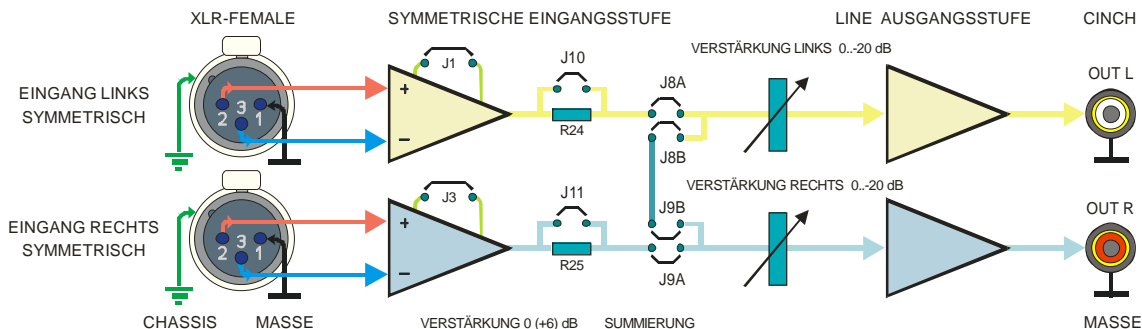 XLR-FEMALE SYMMETRISCHE EINGANGSSTUFE LINE AUSGANGSSTUFE CINCH
VERSTÄRKUNG LINKS 0..-20 dB
J1 J10
J8A
OUT L
EINGANG LINKS
SYMMETRISCH
2 3 1
+
−
R24
J8B
VERSTÄRKUNG RECHTS 0..-20 dB
J3 J11
J9B
OUT R
EINGANG RECHTS
SYMMETRISCH
2 3 1
+
−
R25
J9A
CHASSIS MASSE VERSTÄRKUNG 0 (+6) dB SUMMIERUNG MASSE